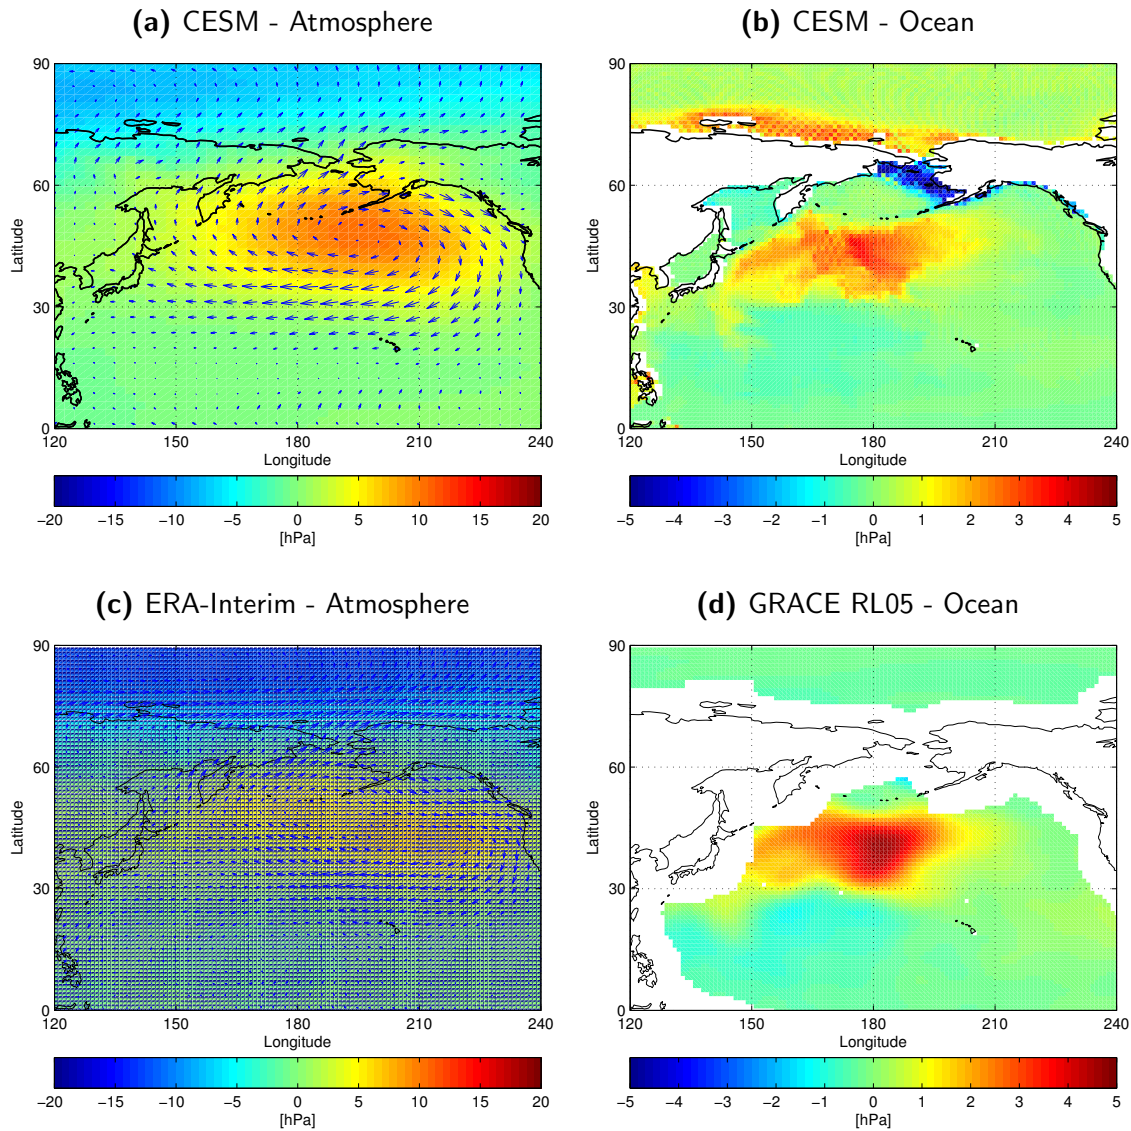 (a) CESM - Atmosphere
90
60
30
0
Latitude
120 150 180 210 240
Longitude
−20 −15 −10 −5 0 5 10 15 20
[hPa]
(b) CESM - Ocean
90
60
30
0
Latitude
120 150 180 210 240
Longitude
−5 −4 −3 −2 −1 0 1 2 3 4 5
[hPa]
(c) ERA-Interim - Atmosphere
90
60
30
0
Latitude
120 150 180 210 240
Longitude
−20 −15 −10 −5 0 5 10 15 20
[hPa]
(d) GRACE RL05 - Ocean
90
60
30
0
Latitude
120 150 180 210 240
Longitude
−5 −4 −3 −2 −1 0 1 2 3 4 5
[hPa]